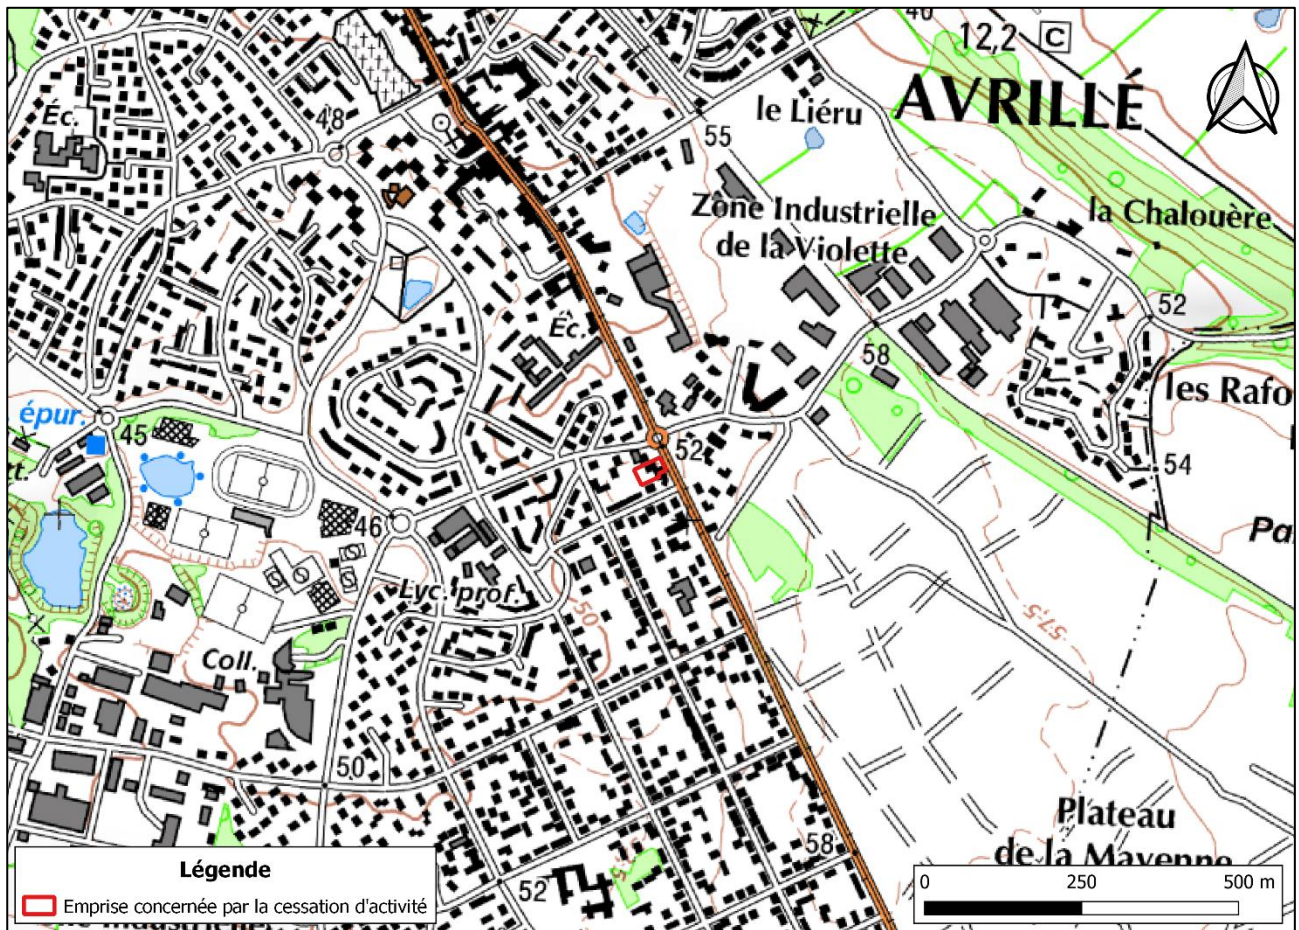 40
12,2 C
AVRILLÉ
le Liéru
Éc.
48
55
Zone Industrielle
de la Violette
la Chalouère
52
Éc.
58
les Rafo
épur.
45
52
54
46
Pa
Lyc. prof.
50
57,5
Coll.
50
Plateau
de la Mayenne
58
52
Légende
Emprise concernée par la cessation d'activité
0 250 500 m